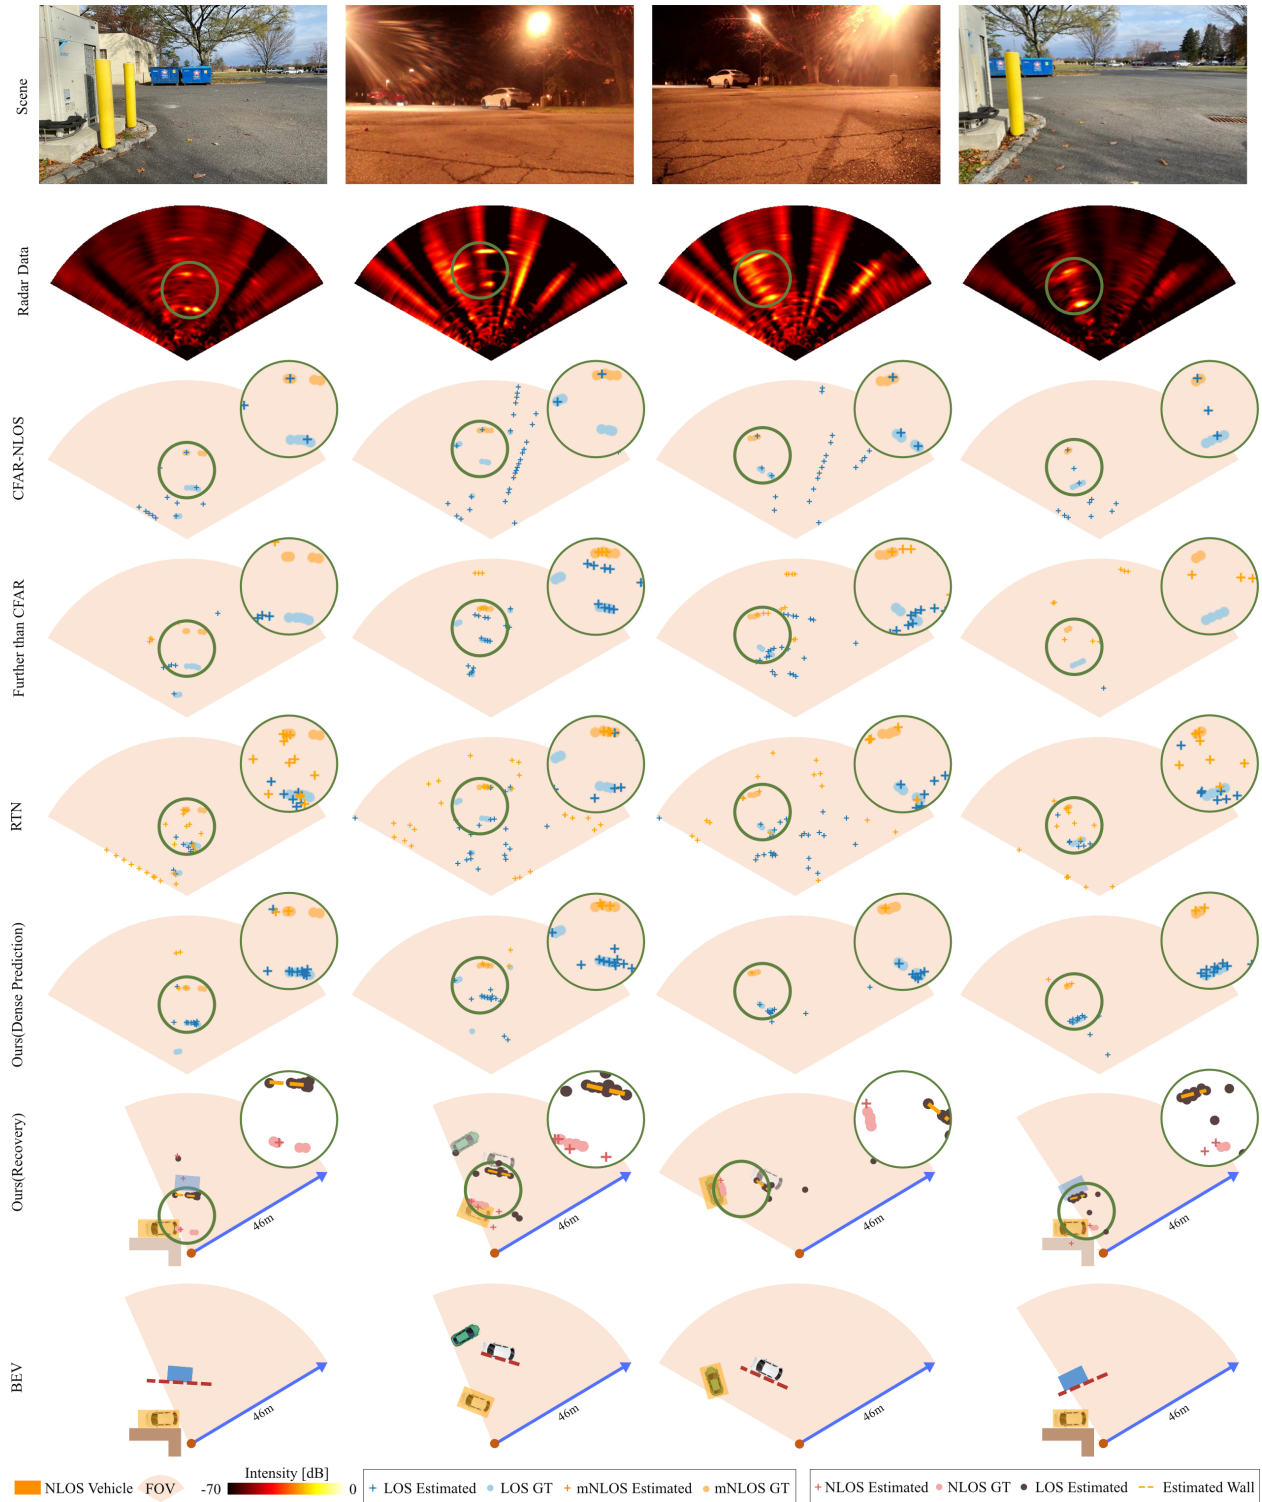 Scene
Radar Data
CFAR-NLOS
Further than CFAR
RTN
Ours(Dense Prediction)
Ours(Recovery)
46m
46m
46m
46m
BEV
46m
46m
46m
46m
NLOS Vehicle
FOV
Intensity [dB]
-70
0
LOS Estimated
LOS GT
mNLOS Estimated
mNLOS GT
NLOS Estimated
NLOS GT
LOS Estimated
Estimated Wall